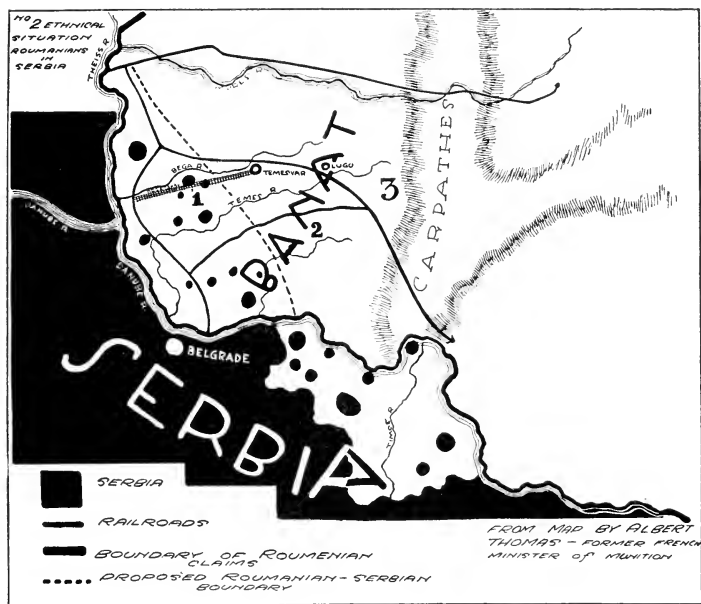 No 2 ETHNICAL
SITUATION
ROUMANIANS
IN
SERBIA
THEISS R.
CARPATHES
BANAT
BEGA R.
TEMESVAR
LUGO
1
TEMES R.
2
3
DANUBE R.
DANUBE R.
BELGRADE
SERBIA
TIMOK R.
SERBIA
RAILROADS
BOUNDARY OF ROUMENIAN
CLAIMS
PROPOSED ROUMANIAN-SERBIAN
BOUNDARY
FROM MAP BY ALBERT
THOMAS - FORMER FRENCH
MINISTER OF MUNITION